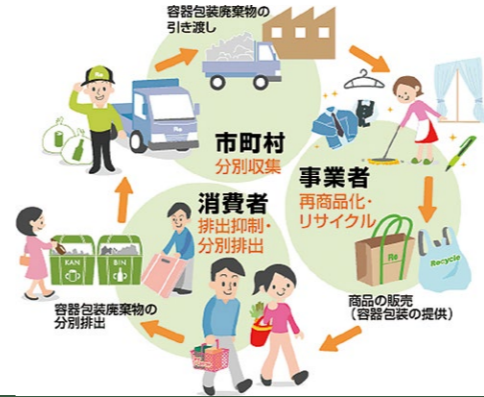 容器包装廃棄物の
引き渡し
Re
Re
市町村
分別収集
事業者
再商品化・
リサイクル
消費者
排出抑制・
分別排出
KAN
BIN
Re
Recycle
容器包装廃棄物の
分別排出
商品の販売
（容器包装の提供）